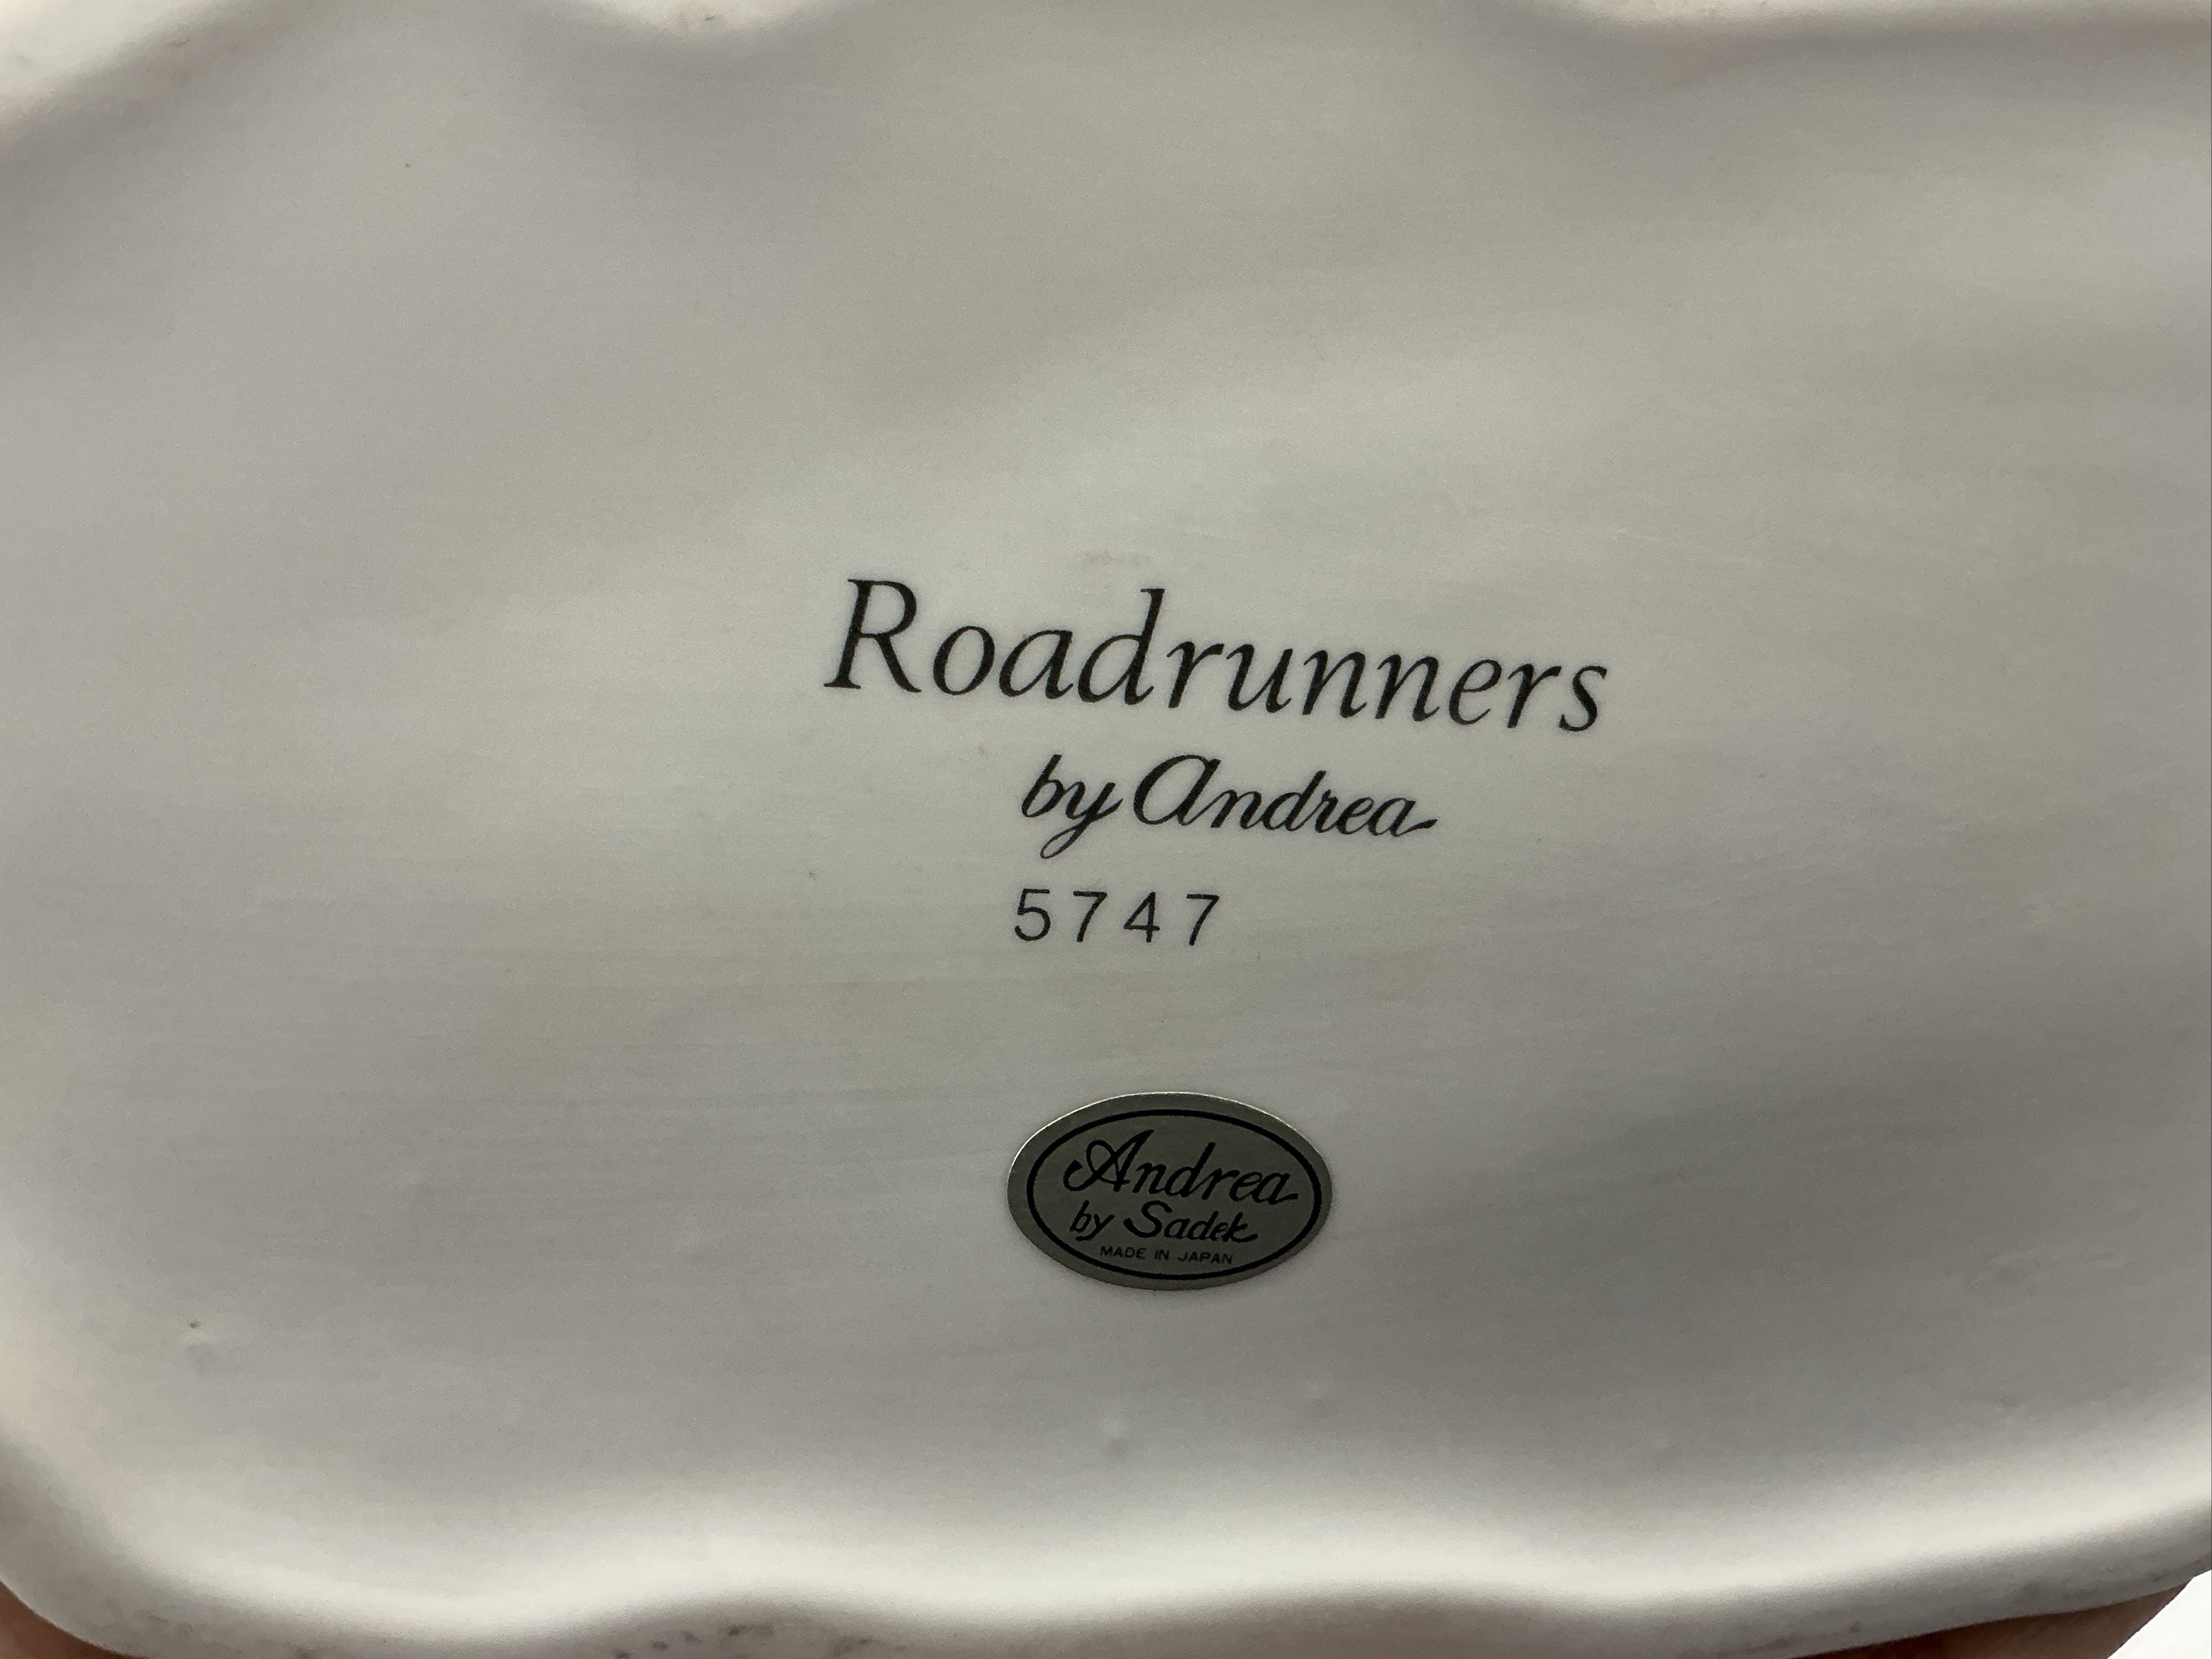 Roadrunners
by Andrea
5747
Andrea
by Sadek
MADE IN JAPAN